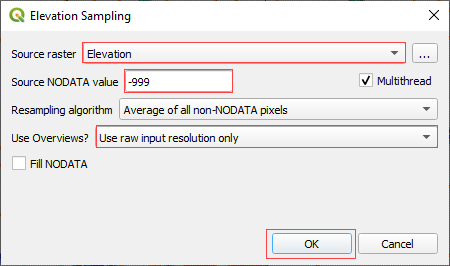 Elevation Sampling
Source raster Elevation ...
Source NODATA value -999 Multithread
Resampling algorithm Average of all non-NODATA pixels
Use Overviews? Use raw input resolution only
Fill NODATA
OK Cancel